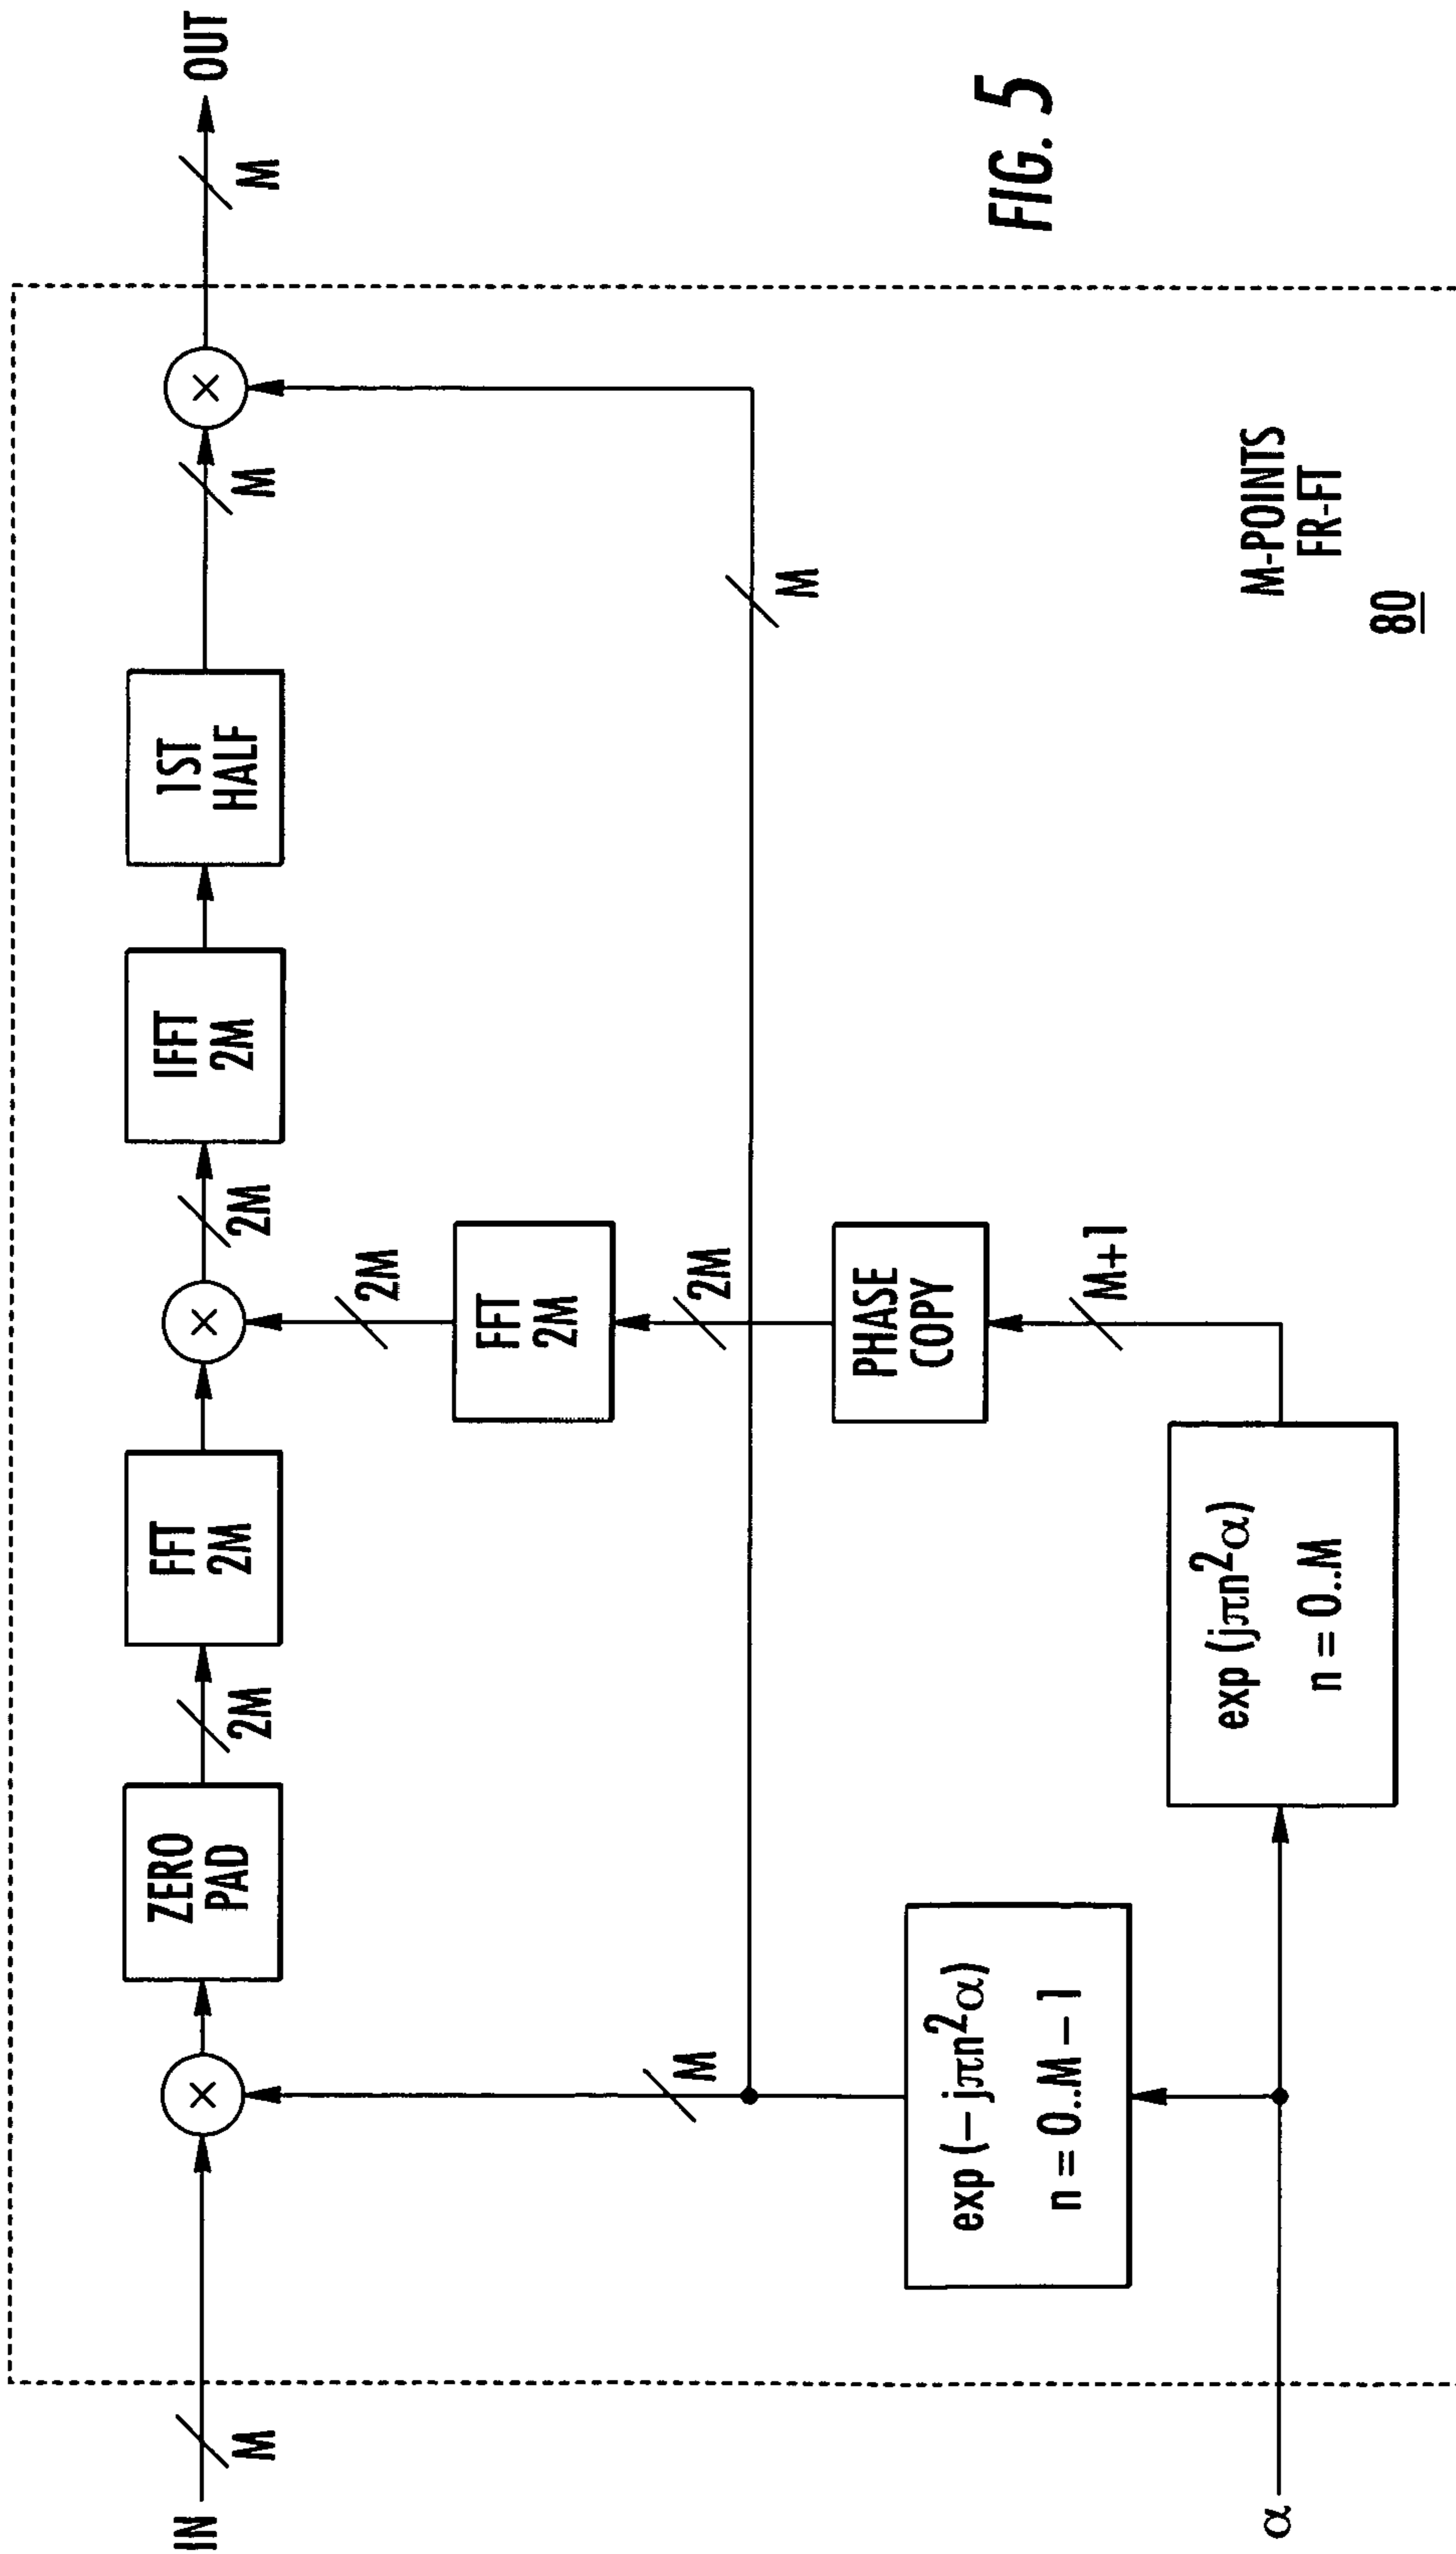 IN
M
ZERO
PAD
2M
FFT
2M
2M
IFFT
2M
1ST
HALF
M
M
OUT
2M
FFT
2M
2M
M
M
PHASE
COPY
M+1
exp (− jπn²α)
n = 0..M − 1
exp (jπn²α)
n = 0..M
α
M-POINTS
FR-FT
80
FIG. 5